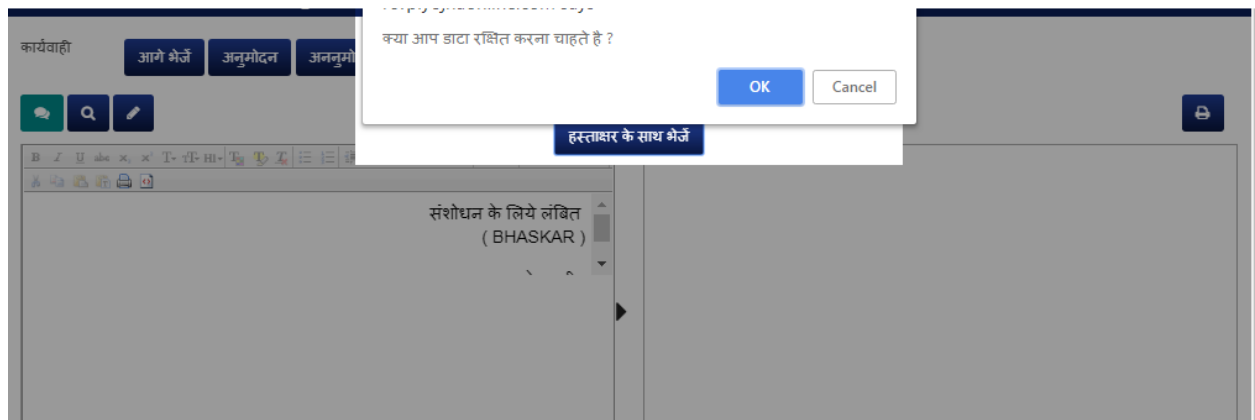 क्या आप डाटा रक्षित करना चाहते है ?
OK
Cancel
कार्यवाही
आगे भेजें
अनुमोदन
हस्ताक्षर के साथ भेजें
संशोधन के लिये लंबित
( BHASKAR )